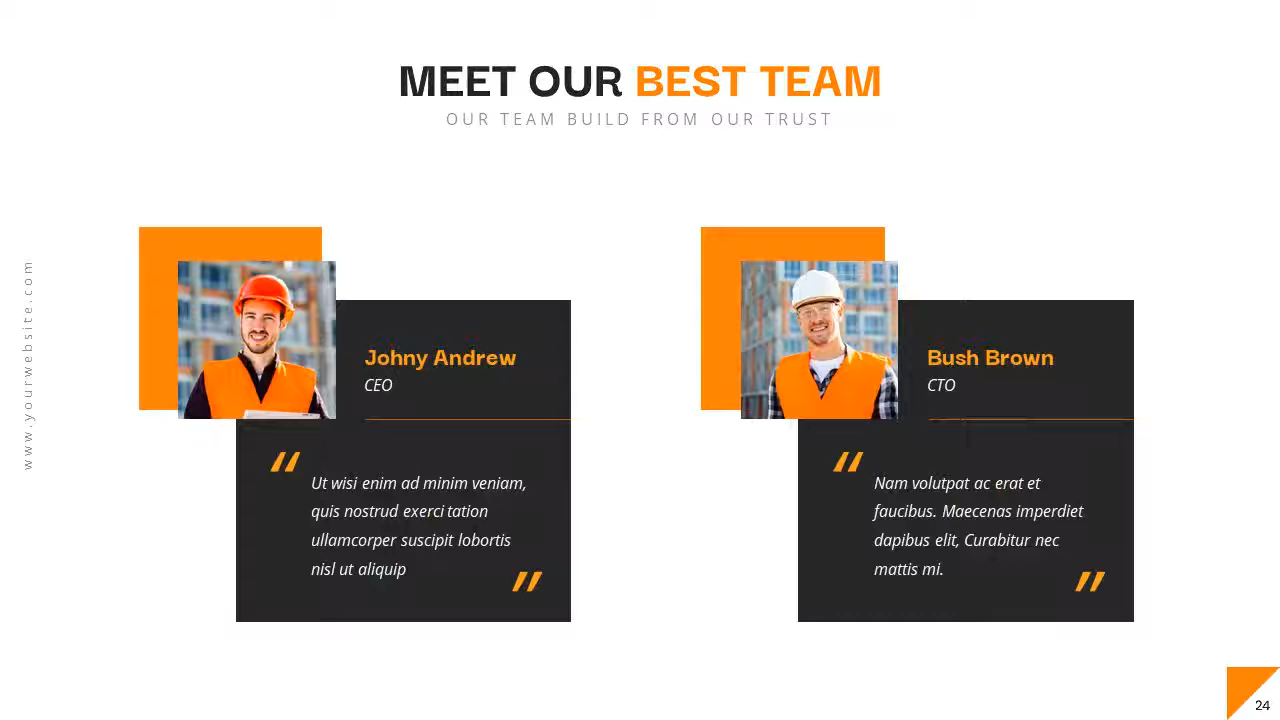 MEET OUR BEST TEAM
OUR TEAM BUILD FROM OUR TRUST
www.yourwebsite.com
Johny Andrew
CEO
" Ut wisi enim ad minim veniam,
quis nostrud exerci tation
ullamcorper suscipit lobortis
nisl ut aliquip "
Bush Brown
CTO
" Nam volutpat ac erat et
faucibus. Maecenas imperdiet
dapibus elit, Curabitur nec
mattis mi. "
24